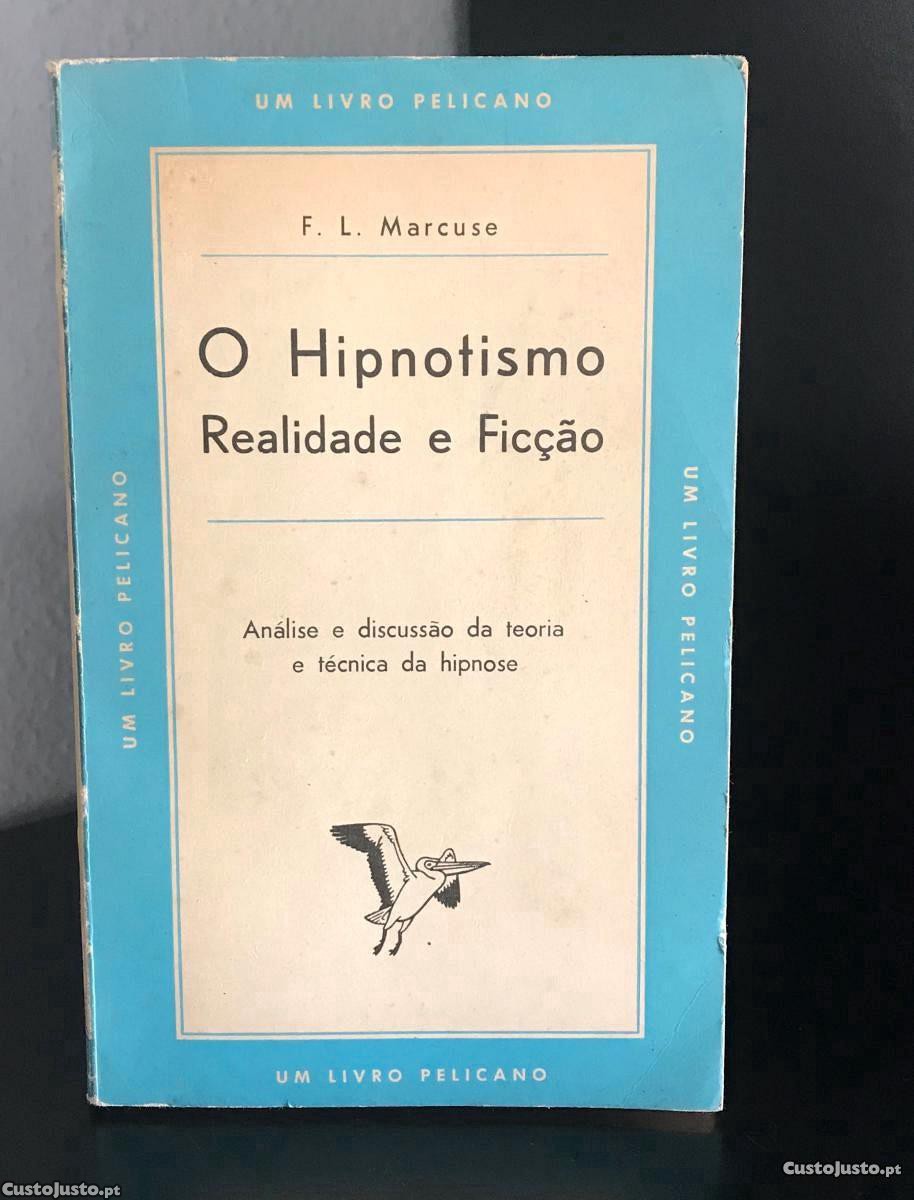 UM LIVRO PELICANO
F. L. Marcuse
O Hipnotismo
Realidade e Ficção
UM LIVRO PELICANO
UM LIVRO PELICANO
Análise e discussão da teoria
e técnica da hipnose
UM LIVRO PELICANO
CustoJusto.pt
CustoJusto.pt